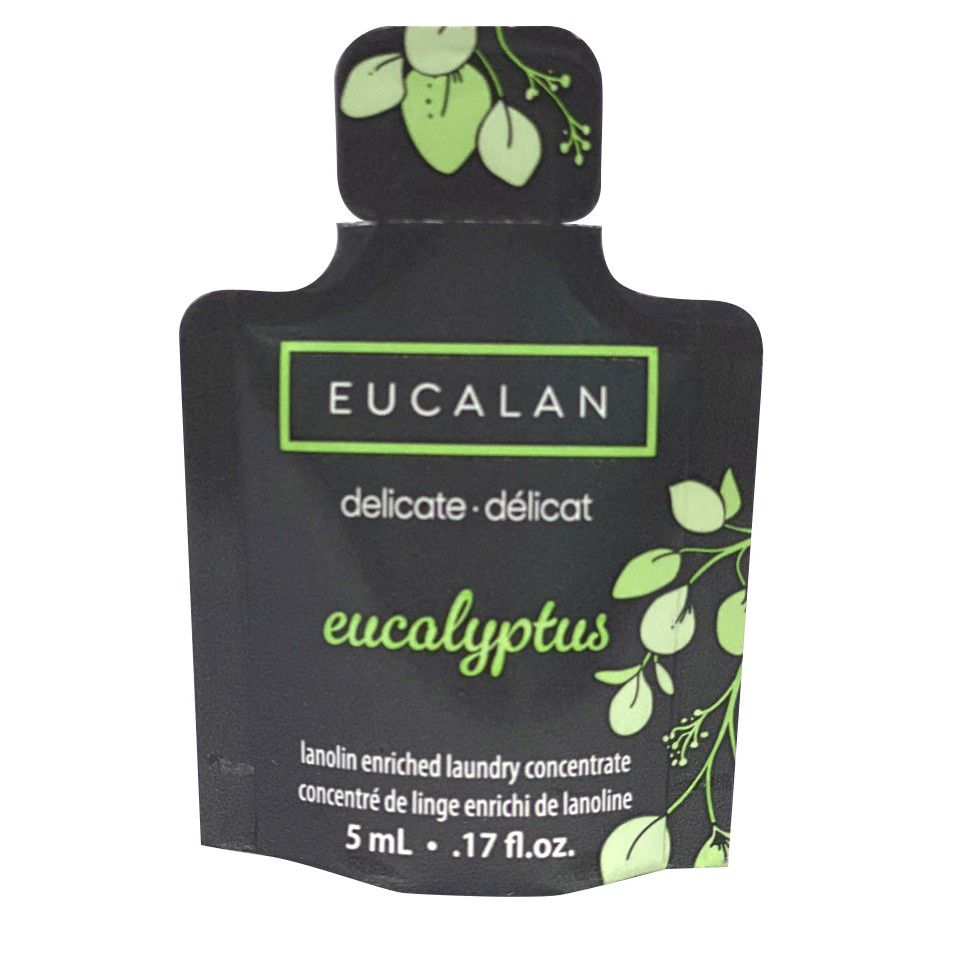 EUCALAN
delicate · délicat
eucalyptus
lanolin enriched laundry concentrate
concentré de linge enrichi de lanoline
5 mL • .17 fl.oz.